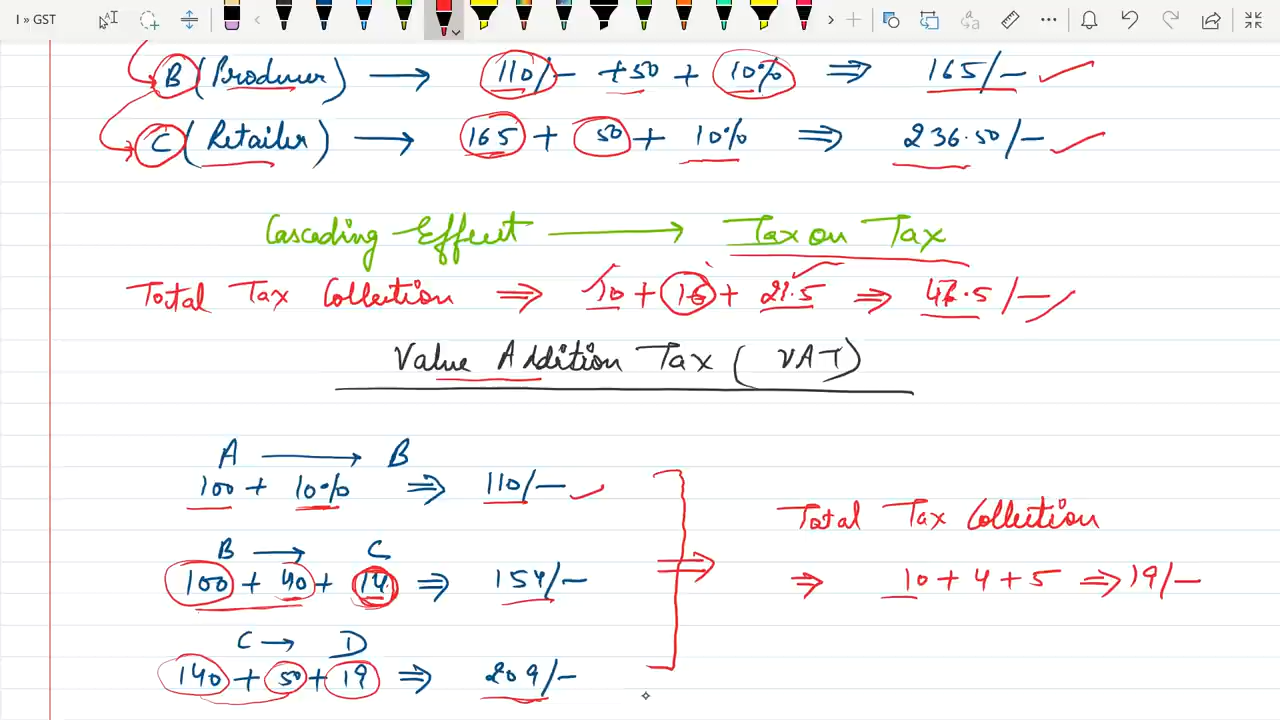 I » GST
B (Producer) → 110/- +50 + 10% ⇒ 165/-
C (Retailer) → 165 + 50 + 10% ⇒ 236.50/-
Cascading Effect → Tax on Tax
Total Tax Collection ⇒ 10 + 15 + 21.5 ⇒ 46.5/-
Value Addition Tax (VAT)
A → B
100 + 10% ⇒ 110/-
B → C
100 + 40 + 14 ⇒ 154/-
C → D
140 + 50 + 19 ⇒ 209/-
Total Tax Collection
⇒ 10 + 4 + 5 ⇒ 19/-